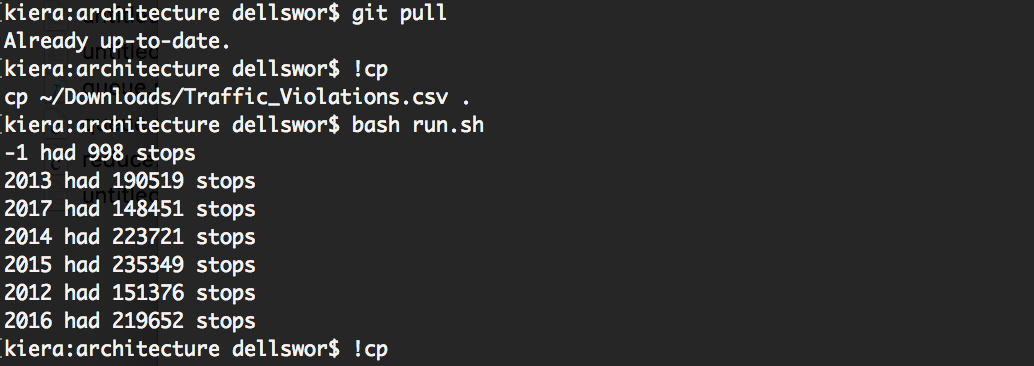 [kiera:architecture dellswor$ git pull
Already up-to-date.
[kiera:architecture dellswor$ !cp
cp ~/Downloads/Traffic_Violations.csv .
[kiera:architecture dellswor$ bash run.sh
-1 had 998 stops
2013 had 190519 stops
2017 had 148451 stops
2014 had 223721 stops
2015 had 235349 stops
2012 had 151376 stops
2016 had 219652 stops
[kiera:architecture dellswor$ !cp